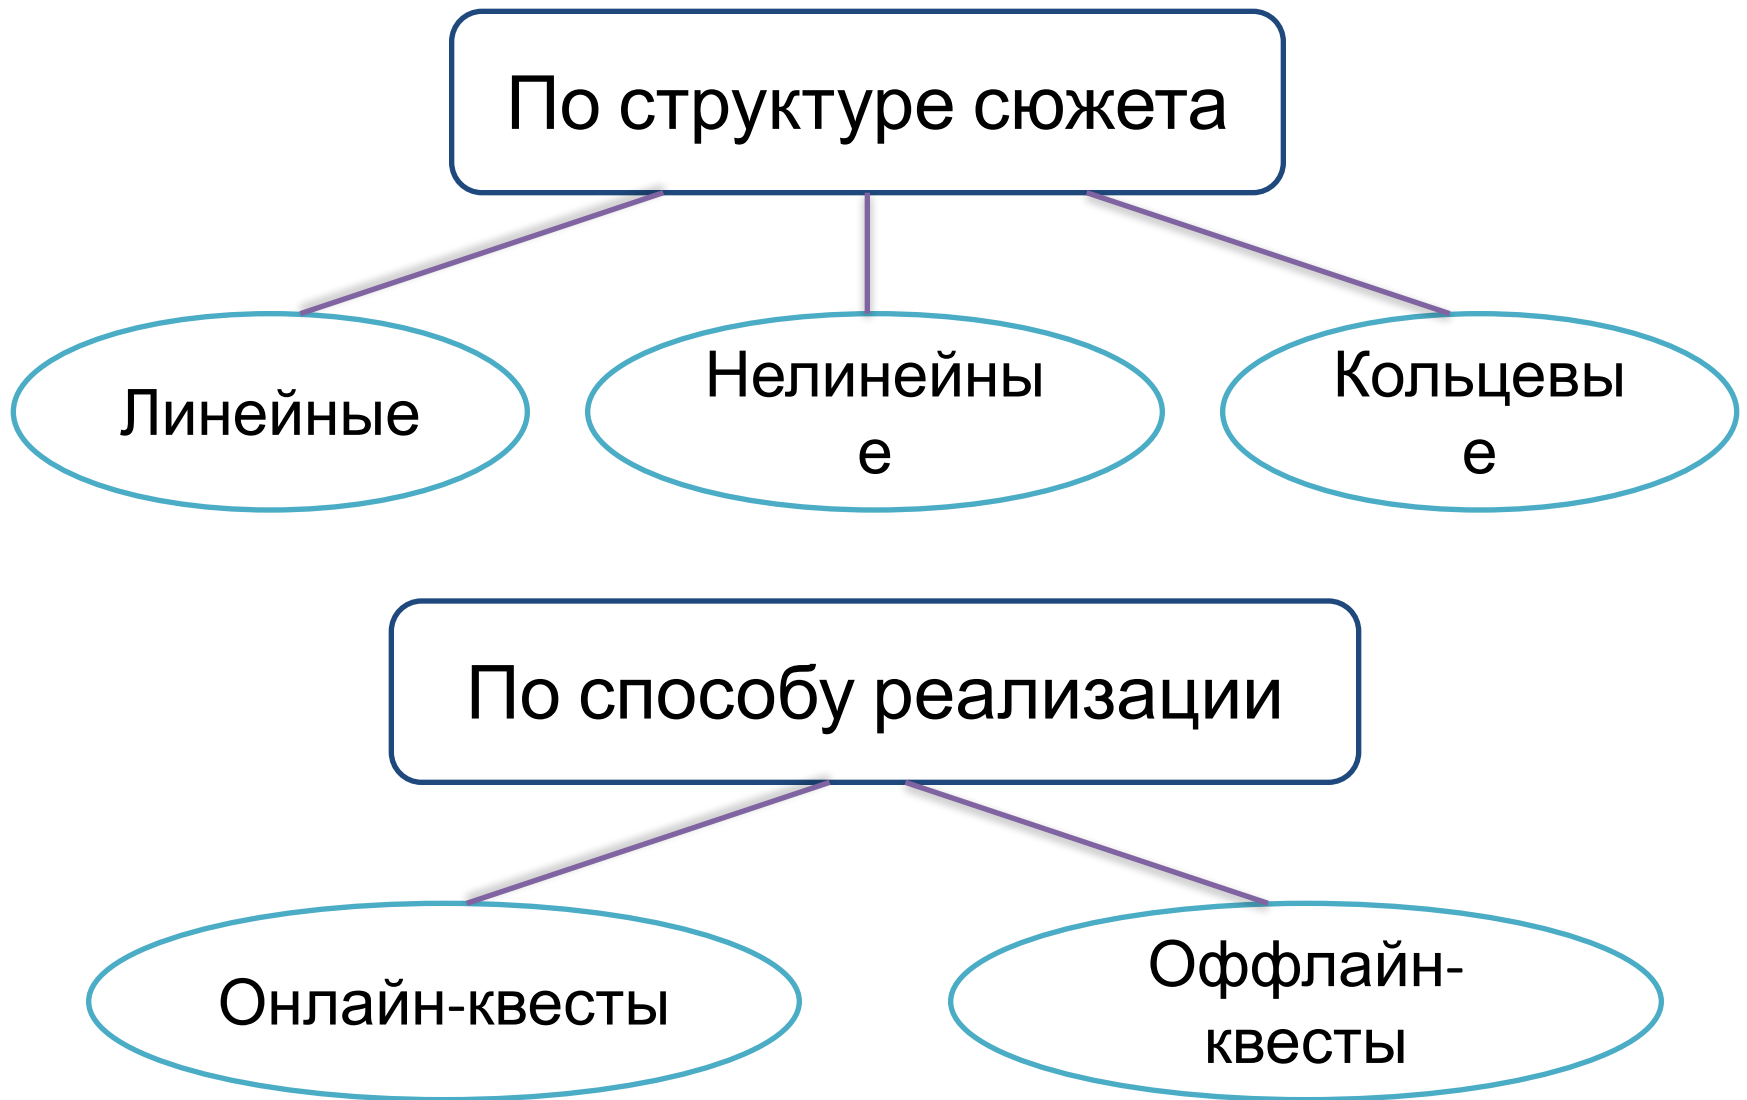 По структуре сюжета
Линейные
Нелинейны
е
Кольцевы
е
По способу реализации
Онлайн-квесты
Оффлайн-
квесты